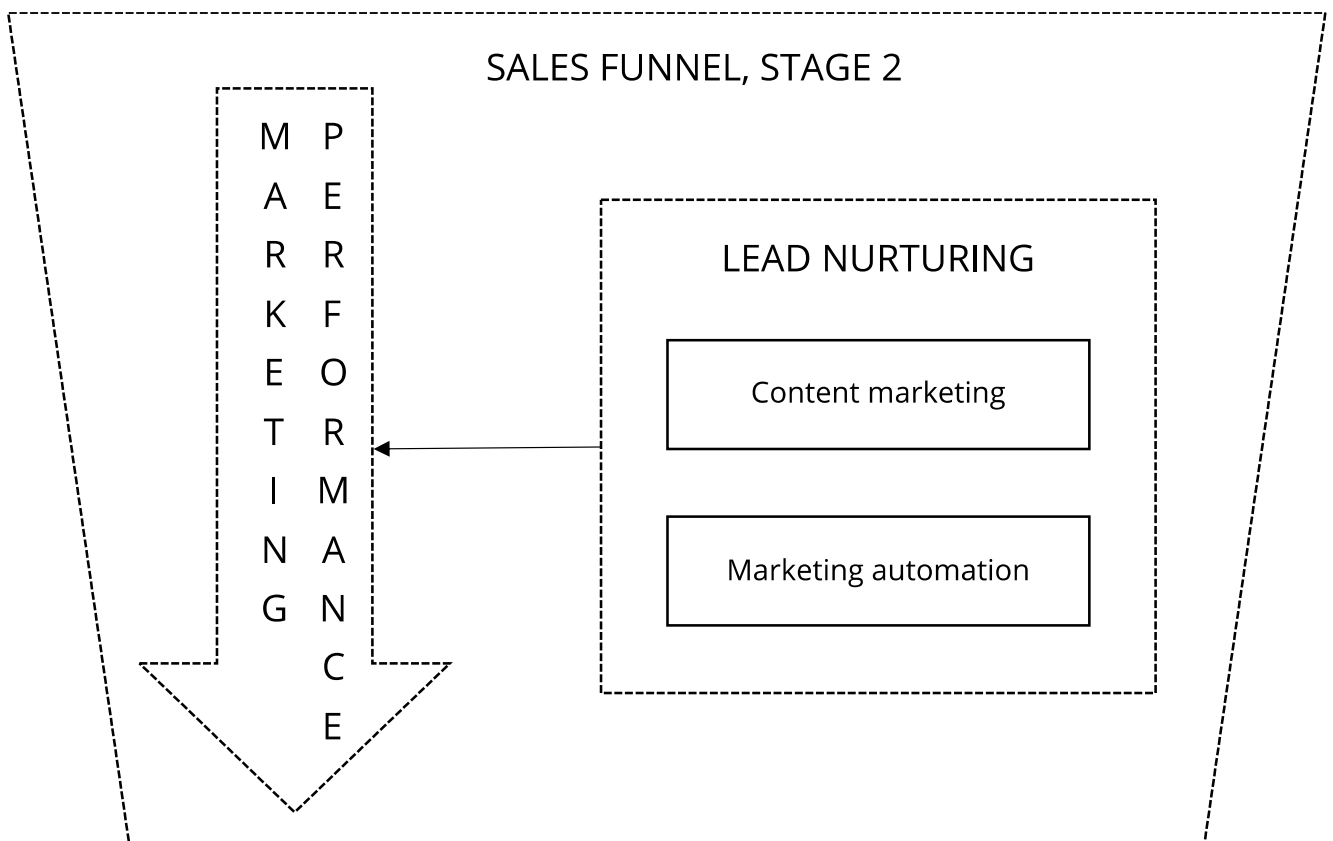 SALES FUNNEL, STAGE 2
MARKETING
PERFORMANCE
LEAD NURTURING
Content marketing
Marketing automation